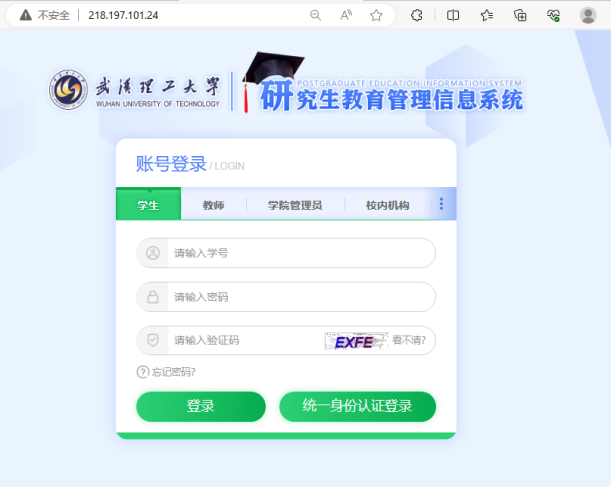 不安全 | 218.197.101.24
武汉理工大学
WUHAN UNIVERSITY OF TECHNOLOGY
POSTGRADUATE EDUCATION INFORMATION SYSTEM
研究生教育管理信息系统
账号登录 / LOGIN
学生 教师 学院管理员 校内机构
请输入学号
请输入密码
请输入验证码 EXFE 看不清?
忘记密码?
登录 统一身份认证登录